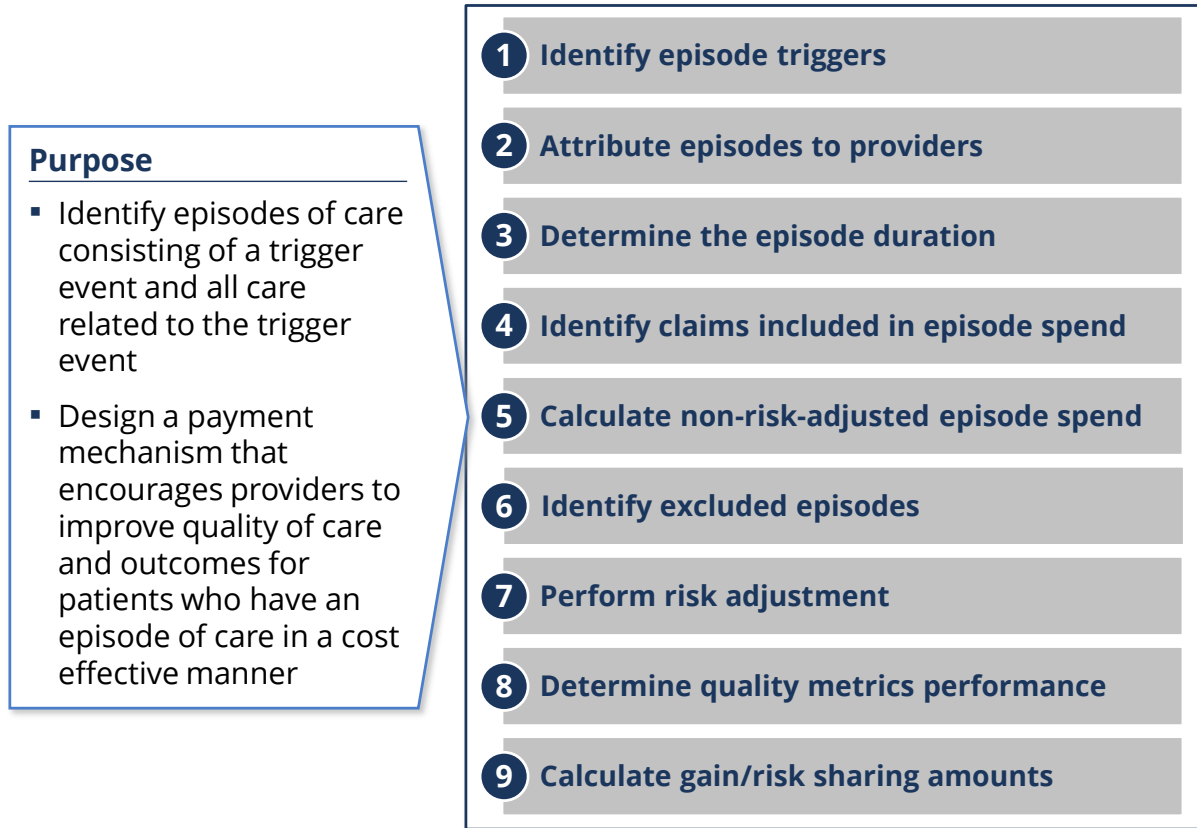 Purpose
▪ Identify episodes of care
consisting of a trigger
event and all care
related to the trigger
event
▪ Design a payment
mechanism that
encourages providers to
improve quality of care
and outcomes for
patients who have an
episode of care in a cost
effective manner
1 Identify episode triggers
2 Attribute episodes to providers
3 Determine the episode duration
4 Identify claims included in episode spend
5 Calculate non-risk-adjusted episode spend
6 Identify excluded episodes
7 Perform risk adjustment
8 Determine quality metrics performance
9 Calculate gain/risk sharing amounts